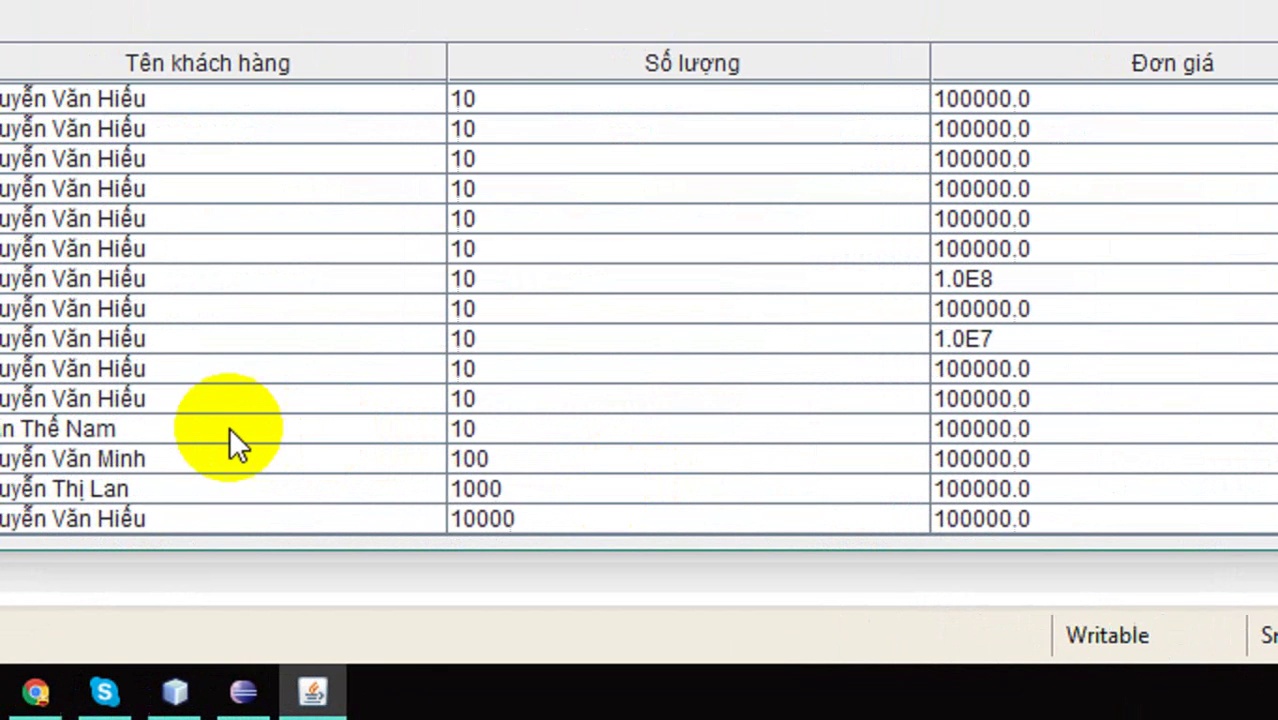 Tên khách hàng Số lượng Đơn giá
uyễn Văn Hiếu 10 100000.0
uyễn Văn Hiếu 10 100000.0
uyễn Văn Hiếu 10 100000.0
uyễn Văn Hiếu 10 100000.0
uyễn Văn Hiếu 10 100000.0
uyễn Văn Hiếu 10 100000.0
uyễn Văn Hiếu 10 1.0E8
uyễn Văn Hiếu 10 100000.0
uyễn Văn Hiếu 10 1.0E7
uyễn Văn Hiếu 10 100000.0
uyễn Văn Hiếu 10 100000.0
n Thế Nam 10 100000.0
uyễn Văn Minh 100 100000.0
uyễn Thị Lan 1000 100000.0
uyễn Văn Hiếu 10000 100000.0
Writable